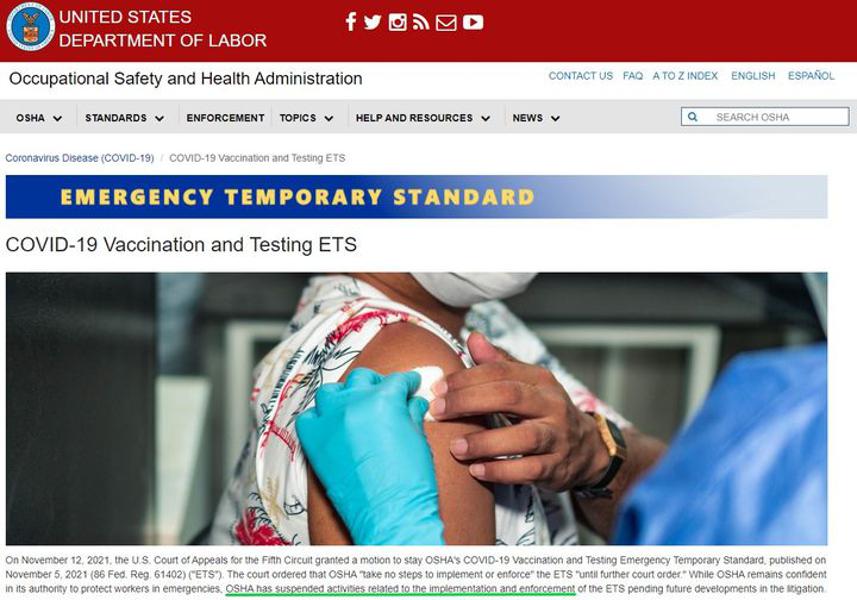 UNITED STATES
DEPARTMENT OF LABOR
Occupational Safety and Health Administration
CONTACT US FAQ A TO Z INDEX ENGLISH ESPAÑOL
OSHA STANDARDS ENFORCEMENT TOPICS HELP AND RESOURCES NEWS SEARCH OSHA
Coronavirus Disease (COVID-19) / COVID-19 Vaccination and Testing ETS
EMERGENCY TEMPORARY STANDARD
COVID-19 Vaccination and Testing ETS
On November 12, 2021, the U.S. Court of Appeals for the Fifth Circuit granted a motion to stay OSHA's COVID-19 Vaccination and Testing Emergency Temporary Standard, published on
November 5, 2021 (86 Fed. Reg. 61402) ("ETS"). The court ordered that OSHA "take no steps to implement or enforce" the ETS "until further court order." While OSHA remains confident
in its authority to protect workers in emergencies, OSHA has suspended activities related to the implementation and enforcement of the ETS pending future developments in the litigation.